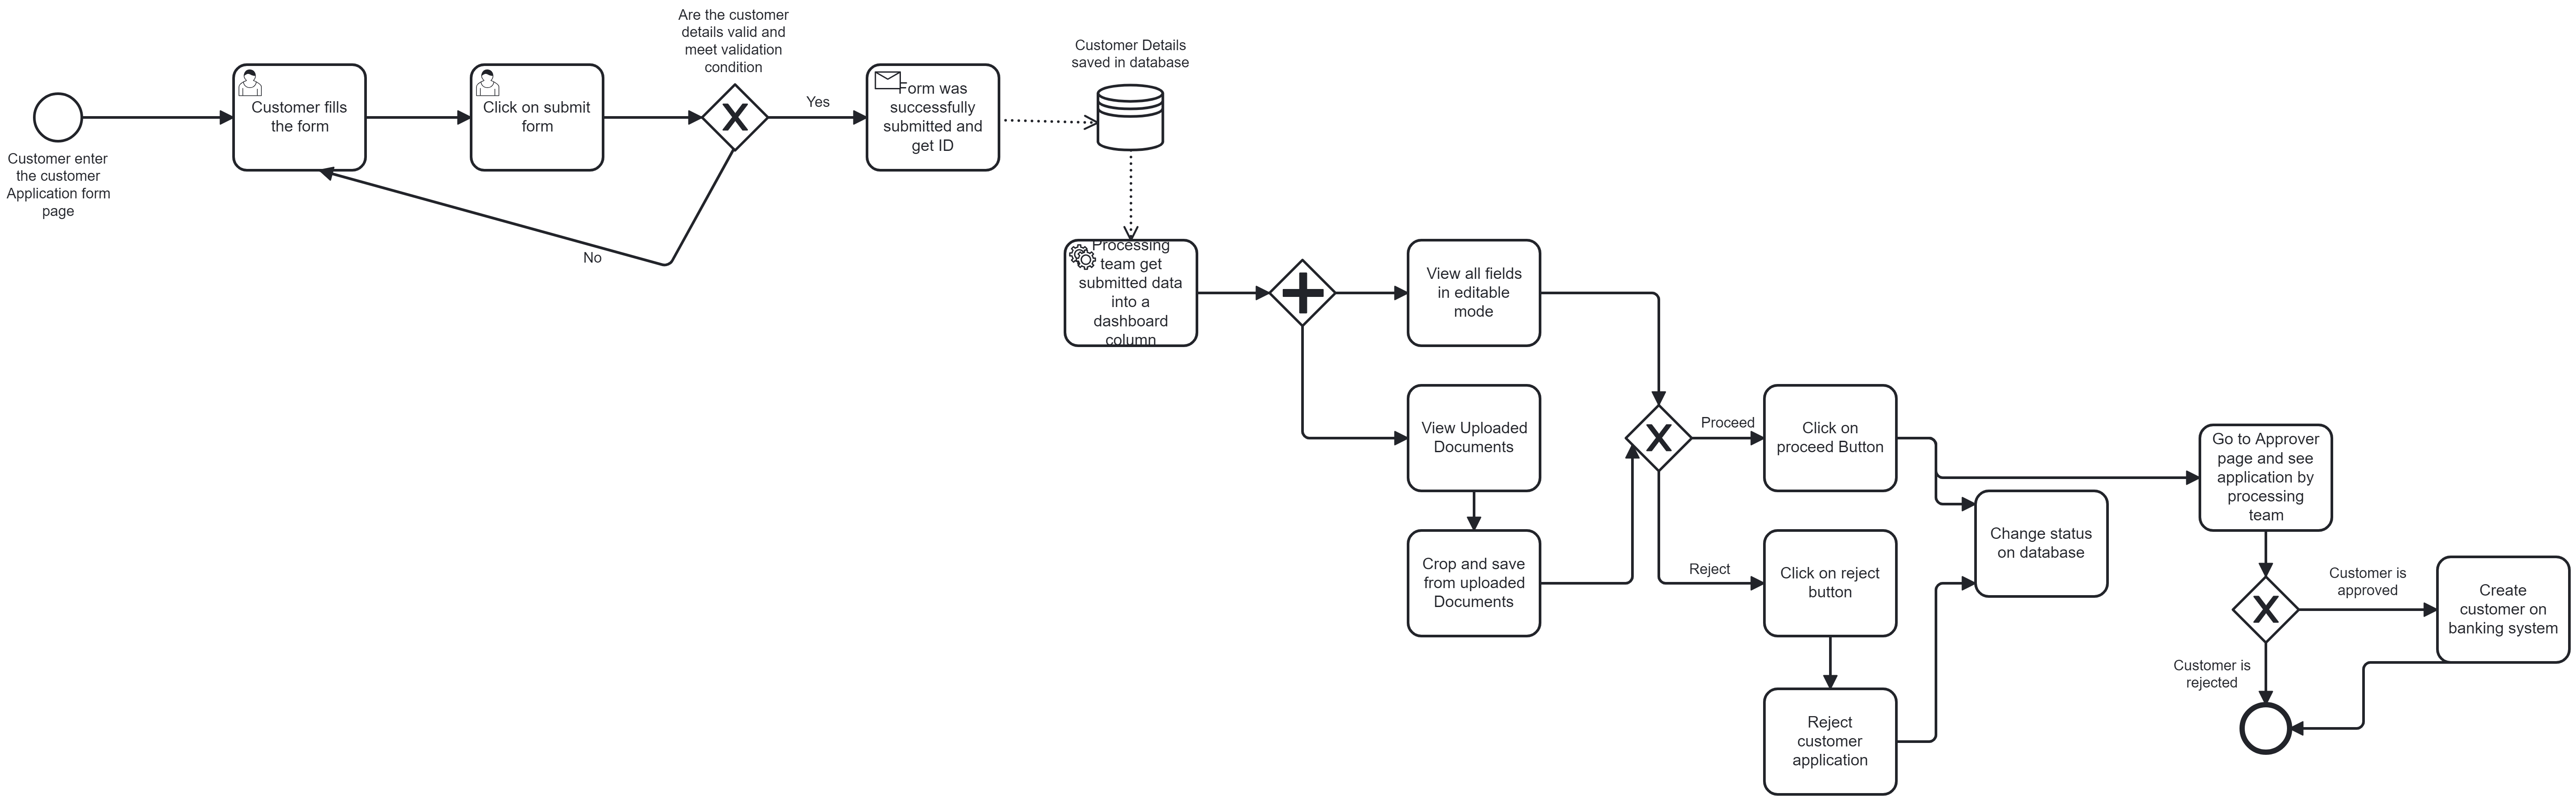 Are the customer
details valid and
meet validation
condition
Customer Details
saved in database
Customer fills
the form
Click on submit
form
Yes
Form was
successfully
submitted and
get ID
Customer enter
the customer
Application form
page
No
Processing
team get
submitted data
into a
dashboard
column
View all fields
in editable
mode
View Uploaded
Documents
Crop and save
from uploaded
Documents
Proceed
Click on
proceed Button
Reject
Click on reject
button
Reject
customer
application
Change status
on database
Go to Approver
page and see
application by
processing
team
Customer is
approved
Create
customer on
banking system
Customer is
rejected